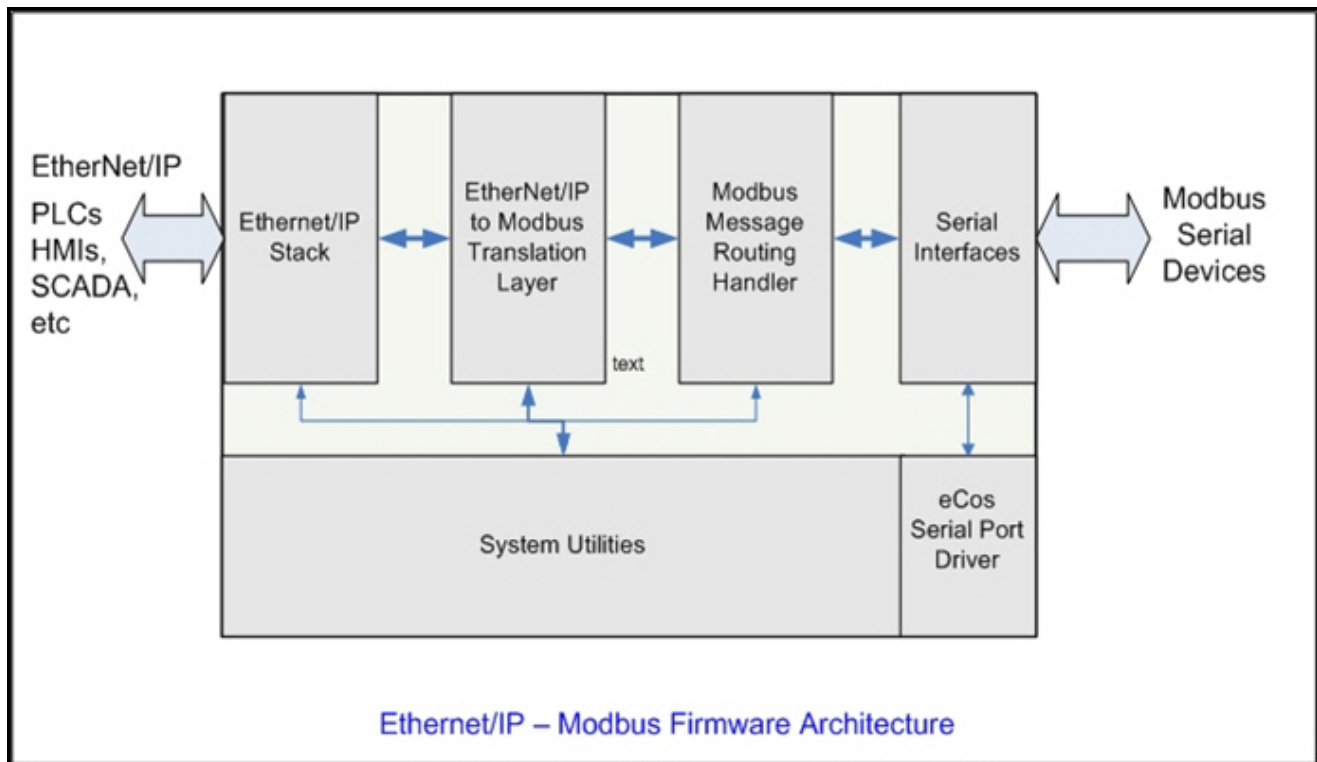 EtherNet/IP
PLCs
HMIs,
SCADA,
etc
Ethernet/IP
Stack
EtherNet/IP
to Modbus
Translation
Layer
text
Modbus
Message
Routing
Handler
Serial
Interfaces
Modbus
Serial
Devices
System Utilities
eCos
Serial Port
Driver
Ethernet/IP – Modbus Firmware Architecture